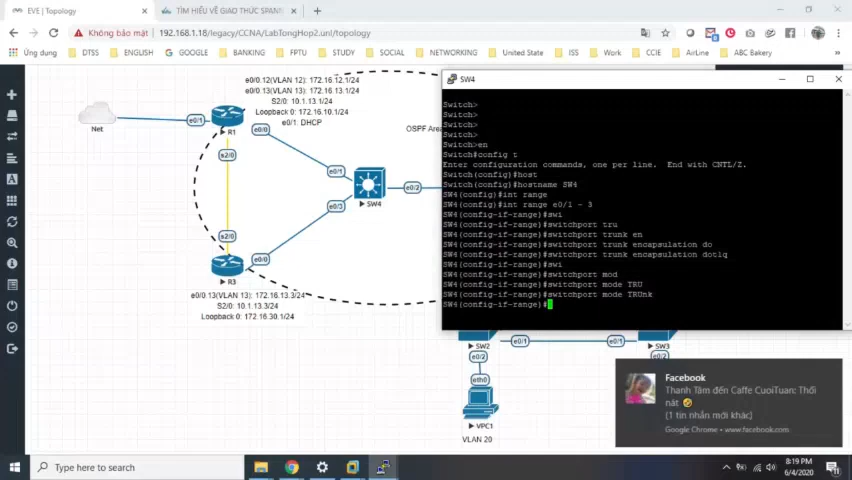 EVE | Topology
TÌM HIỂU VỀ GIAO THỨC SPANN
Không bảo mật
192.168.1.18/legacy/CCNA/LabTongHop2.unl/topology
Ứng dụng
DTSS
ENGLISH
GOOGLE
BANKING
FPTU
STUDY
SOCIAL
NETWORKING
United State
ISS
Work
CCIE
AirLine
ABC Bakery
e0/0.12(VLAN 12): 172.16.12.1/24
e0/0.13(VLAN 13): 172.16.13.1/24
S2/0: 10.1.13.1/24
Loopback 0: 172.16.10.1/24
e0/1: DHCP
Net
e0/1
R1
e0/0
s2/0
OSPF Area
e0/1
e0/2
SW4
e0/3
s2/0
e0/0
R3
e0/0.13(VLAN 13): 172.16.13.3/24
S2/0: 10.1.13.3/24
Loopback 0: 172.16.30.1/24
SW4
Switch>
Switch>
Switch>
Switch>
Switch>en
Switch#config t
Enter configuration commands, one per line.  End with CNTL/Z.
Switch(config)#host
Switch(config)#hostname SW4
SW4(config)#int range
SW4(config)#int range e0/1 - 3
SW4(config-if-range)#swi
SW4(config-if-range)#switchport tru
SW4(config-if-range)#switchport trunk en
SW4(config-if-range)#switchport trunk encapsulation do
SW4(config-if-range)#switchport trunk encapsulation dot1q
SW4(config-if-range)#swi
SW4(config-if-range)#switchport mod
SW4(config-if-range)#switchport mode TRU
SW4(config-if-range)#switchport mode TRUnk
SW4(config-if-range)#
SW2
e0/1
e0/1
SW3
e0/2
e0/2
eth0
VPC1
VLAN 20
Facebook
Thanh Tâm đến Caffe CuoiTuan: Thối
nát
(1 tin nhắn mới khác)
Google Chrome • www.facebook.com
Type here to search
8:19 PM
6/4/2020